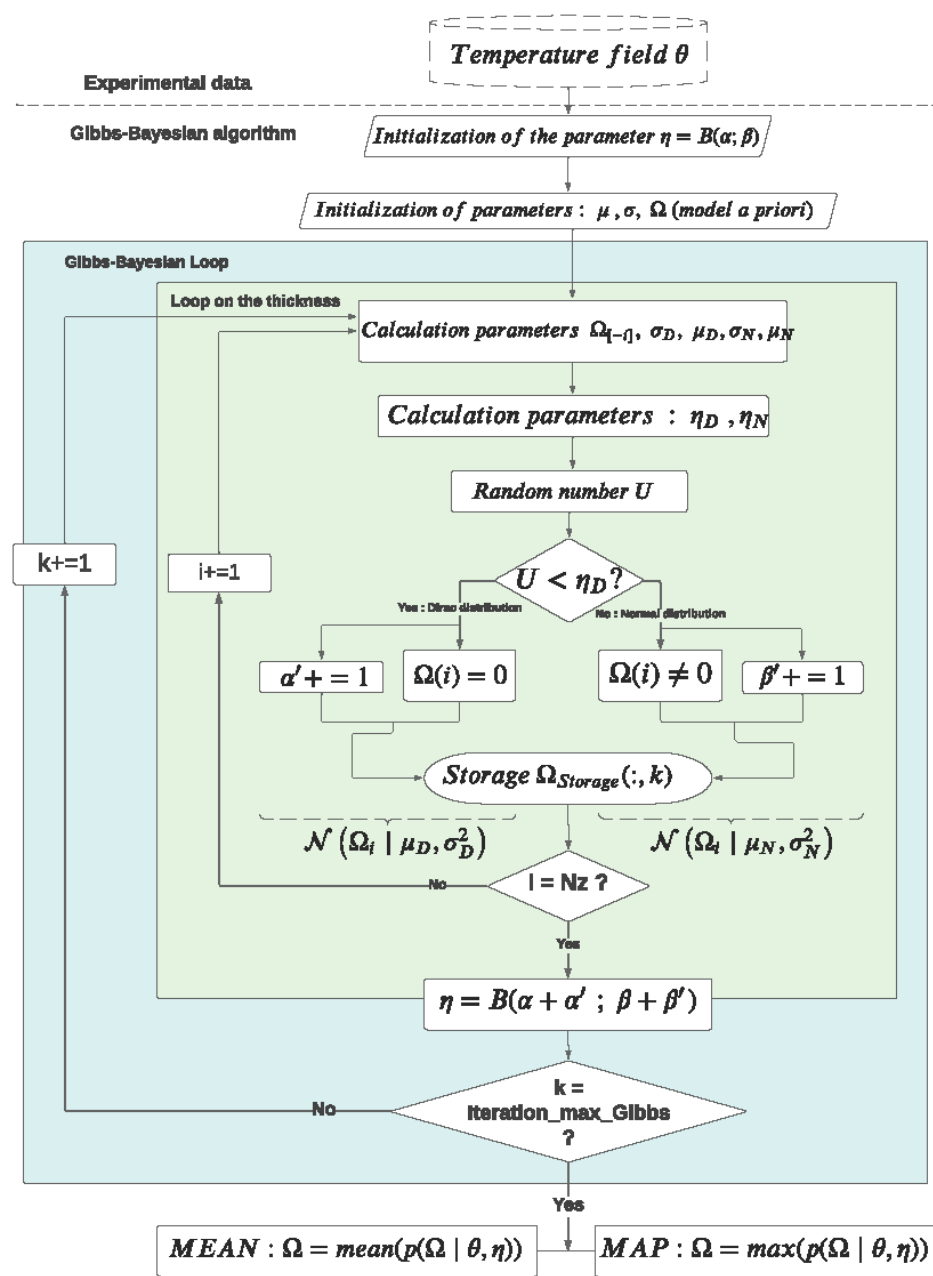 Temperature field θ
Experimental data
Gibbs-Bayesian algorithm
Initialization of the parameter η = B(α; β)
Initialization of parameters : μ , σ, Ω (model a priori)
Gibbs-Bayesian Loop
Loop on the thickness
Calculation parameters Ω[−i], σD, μD, σN, μN
Calculation parameters : ηD , ηN
Random number U
k+=1
i+=1
U < ηD?
Yes : Dirac distribution
No : Normal distribution
α′ + = 1
Ω(i) = 0
Ω(i) ≠ 0
β′ + = 1
Storage ΩStorage(:, k)
𝒩 (Ωi | μD, σ²D)
𝒩 (Ωi | μN, σ²N)
No
i = Nz ?
Yes
η = B(α + α′ ; β + β′)
No
k =
Iteration_max_Gibbs
?
Yes
MEAN : Ω = mean(p(Ω | θ, η))
MAP : Ω = max(p(Ω | θ, η))